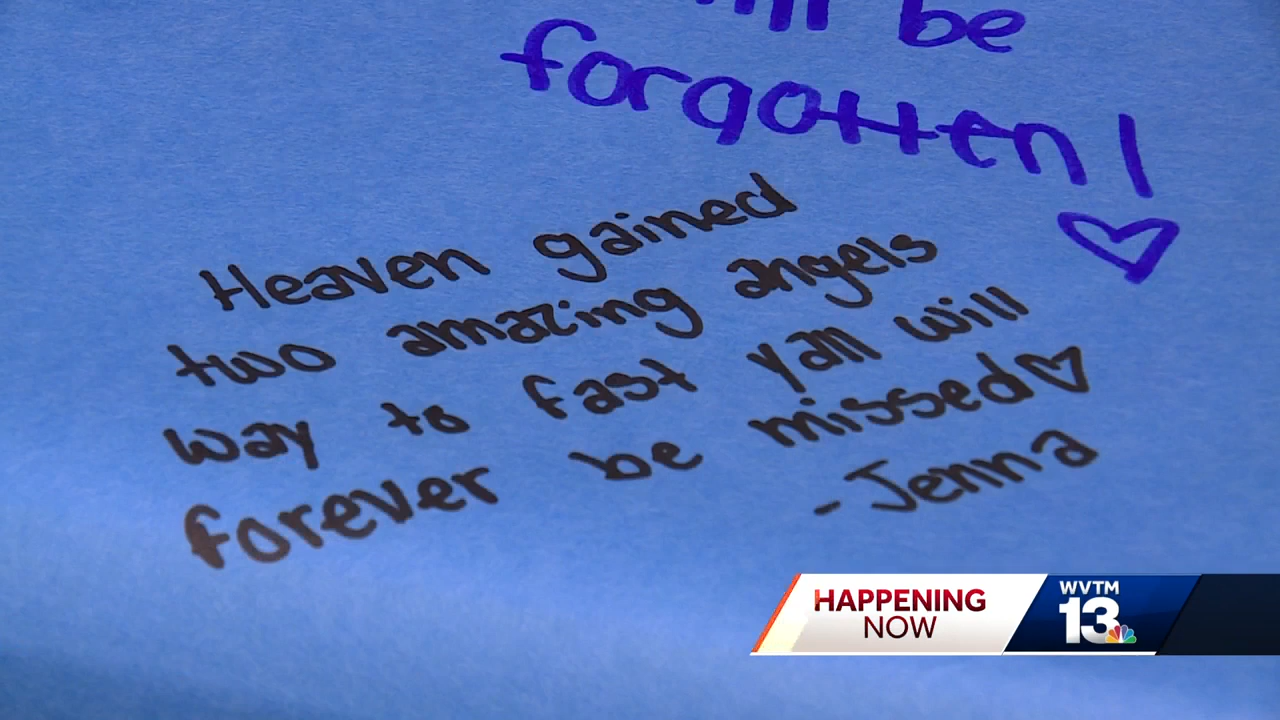 be
forgotten!
Heaven gained
two amazing angels
way to fast yall will
forever be missed♡
-Jenna
HAPPENING
NOW
WVTM
13